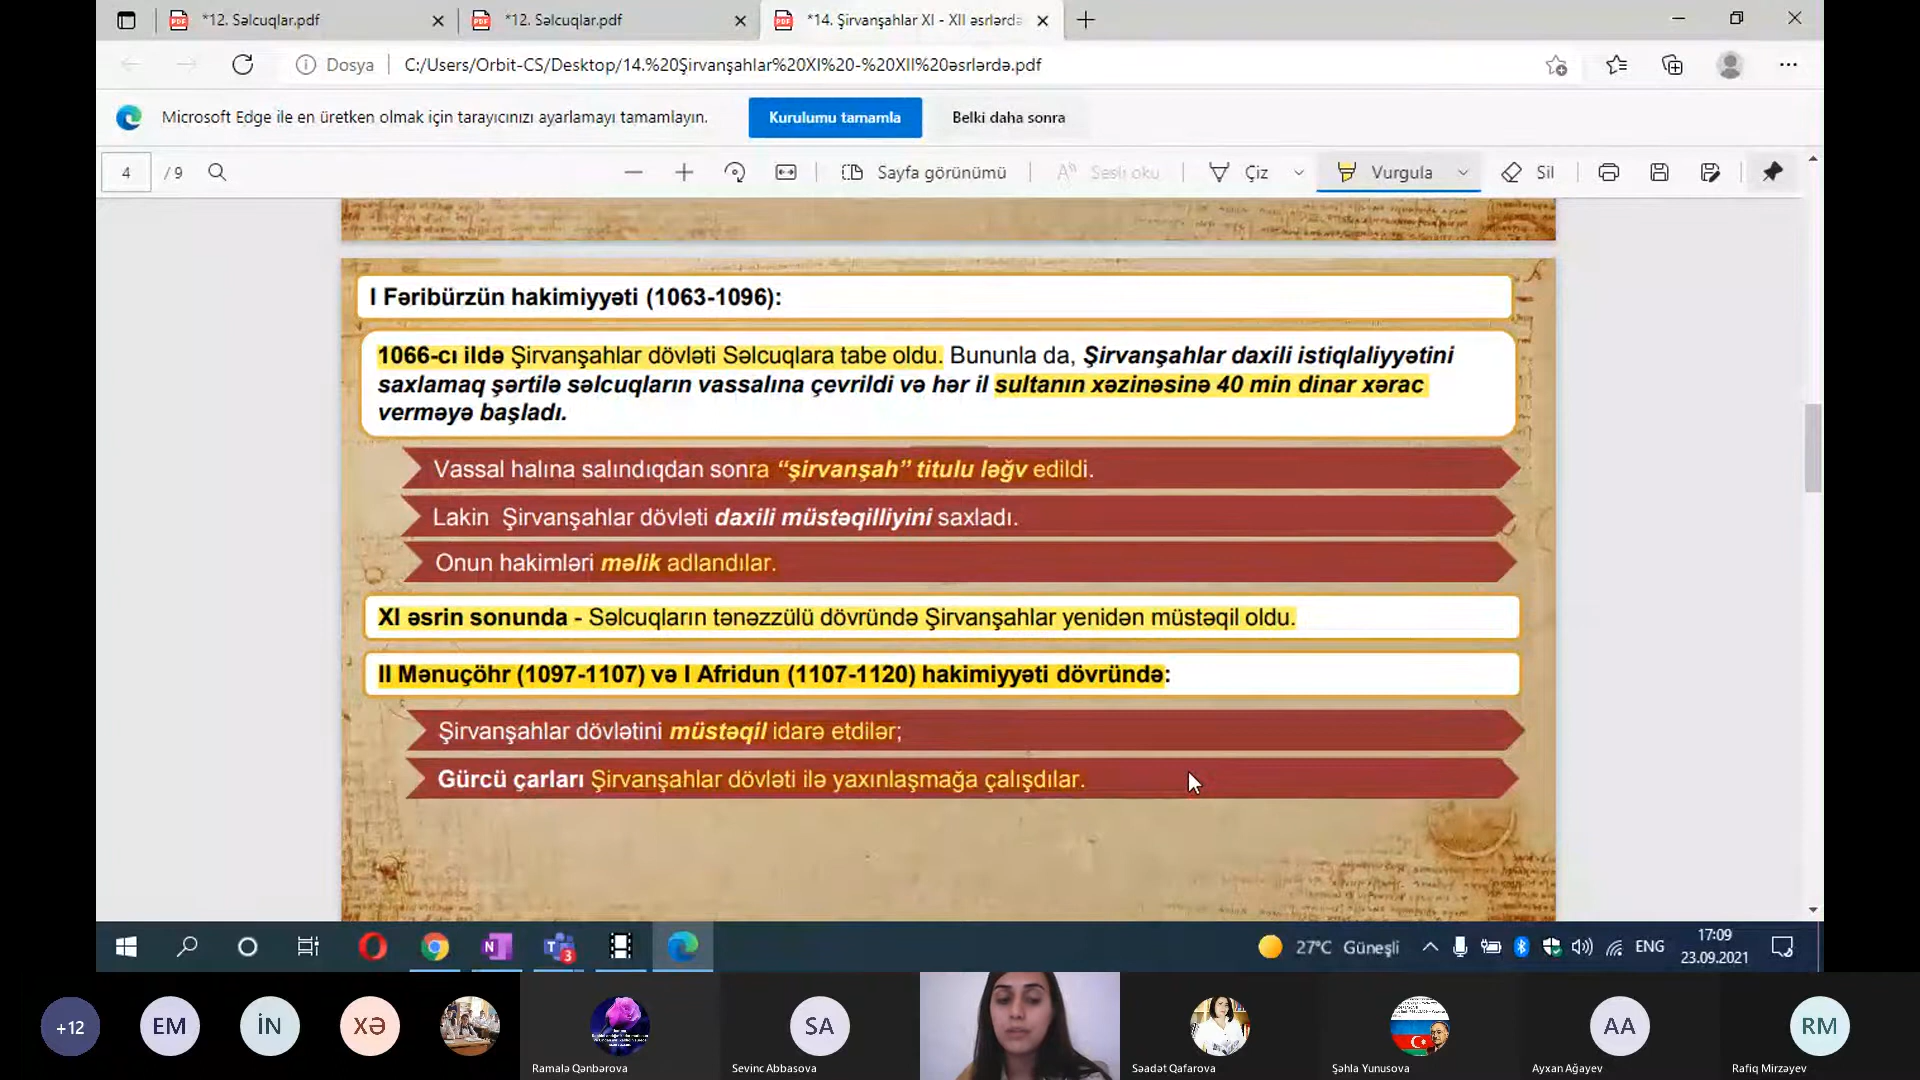 *12. Səlcuqlar.pdf
*12. Səlcuqlar.pdf
*14. Şirvanşahlar XI - XII əsrlərdə
Dosya
C:/Users/Orbit-CS/Desktop/14.%20Şirvanşahlar%20XI%20-%20XII%20əsrlərdə.pdf
Microsoft Edge ile en üretken olmak için tarayıcınızı ayarlamayı tamamlayın.
Kurulumu tamamla
Belki daha sonra
4 / 9
Sayfa görünümü
Sesli oku
Çiz
Vurgula
Sil
I Fəribürzün hakimiyyəti (1063-1096):
1066-cı ildə Şirvanşahlar dövləti Səlcuqlara tabe oldu. Bununla da, Şirvanşahlar daxili istiqlaliyyətini
saxlamaq şərtilə səlcuqların vassalına çevrildi və hər il sultanın xəzinəsinə 40 min dinar xərac
verməyə başladı.
Vassal halına salındıqdan sonra “şirvanşah” titulu ləğv edildi.
Lakin Şirvanşahlar dövləti daxili müstəqilliyini saxladı.
Onun hakimləri məlik adlandılar.
XI əsrin sonunda - Səlcuqların tənəzzülü dövründə Şirvanşahlar yenidən müstəqil oldu.
II Mənuçöhr (1097-1107) və I Afridun (1107-1120) hakimiyyəti dövründə:
Şirvanşahlar dövlətini müstəqil idarə etdilər;
Gürcü çarları Şirvanşahlar dövləti ilə yaxınlaşmağa çalışdılar.
27°C Güneşli
ENG
17:09
23.09.2021
+12
EM
İN
XƏ
SA
AA
RM
Ramalə Qənbərova
Sevinc Abbasova
Səadət Qafarova
Şəhla Yunusova
Ayxan Ağayev
Rafiq Mirzəyev